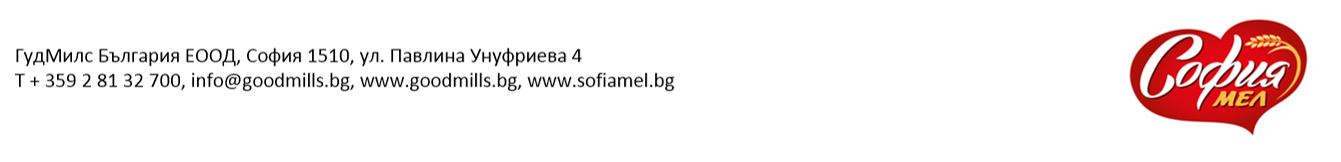 ГудМилс България ЕООД, София 1510, ул. Павлина Унуфриева 4
Т + 359 2 81 32 700, info@goodmills.bg, www.goodmills.bg, www.sofiamel.bg
София
МЕЛ